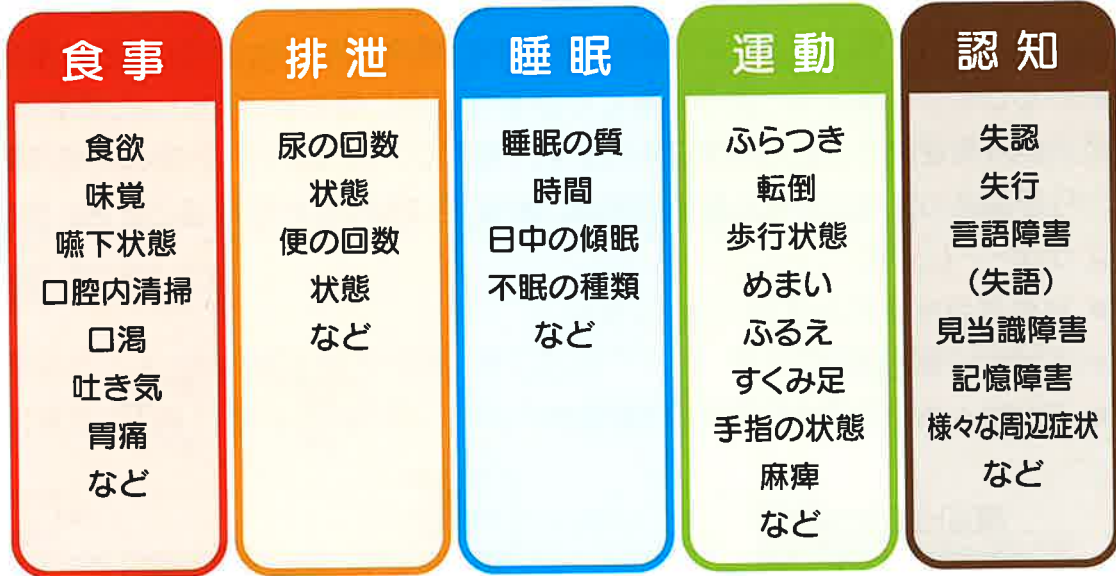 食事
食欲
味覚
嚥下状態
口腔内清掃
口渇
吐き気
胃痛
など
排泄
尿の回数
状態
便の回数
状態
など
睡眠
睡眠の質
時間
日中の傾眠
不眠の種類
など
運動
ふらつき
転倒
歩行状態
めまい
ふるえ
すくみ足
手指の状態
麻痺
など
認知
失認
失行
言語障害
（失語）
見当識障害
記憶障害
様々な周辺症状
など